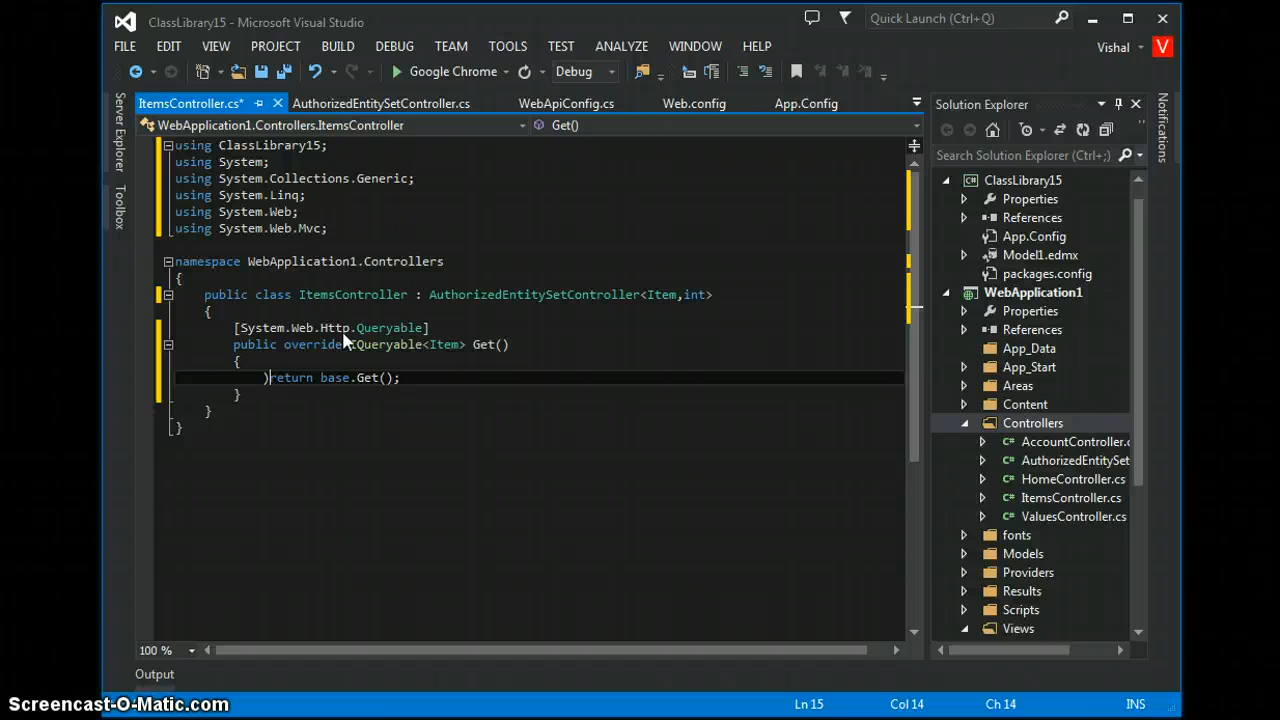 ClassLibrary15 - Microsoft Visual Studio
Quick Launch (Ctrl+Q)
FILE EDIT VIEW PROJECT BUILD DEBUG TEAM TOOLS TEST ANALYZE WINDOW HELP
Vishal V
Google Chrome Debug
Server Explorer
Toolbox
ItemsController.cs* AuthorizedEntitySetController.cs WebApiConfig.cs Web.config App.Config
WebApplication1.Controllers.ItemsController Get()
using ClassLibrary15;
using System;
using System.Collections.Generic;
using System.Linq;
using System.Web;
using System.Web.Mvc;
namespace WebApplication1.Controllers
{
public class ItemsController : AuthorizedEntitySetController<Item,int>
{
[System.Web.Http.Queryable]
public override IQueryable<Item> Get()
{
)return base.Get();
}
}
}
100 %
Output
Solution Explorer
Search Solution Explorer (Ctrl+;)
ClassLibrary15
Properties
References
App.Config
Model1.edmx
packages.config
WebApplication1
Properties
References
App_Data
App_Start
Areas
Content
Controllers
AccountController.c
AuthorizedEntitySet
HomeController.cs
ItemsController.cs
ValuesController.cs
fonts
Models
Providers
Results
Scripts
Views
Notifications
Ln 15 Col 14 Ch 14 INS
Screencast-O-Matic.com